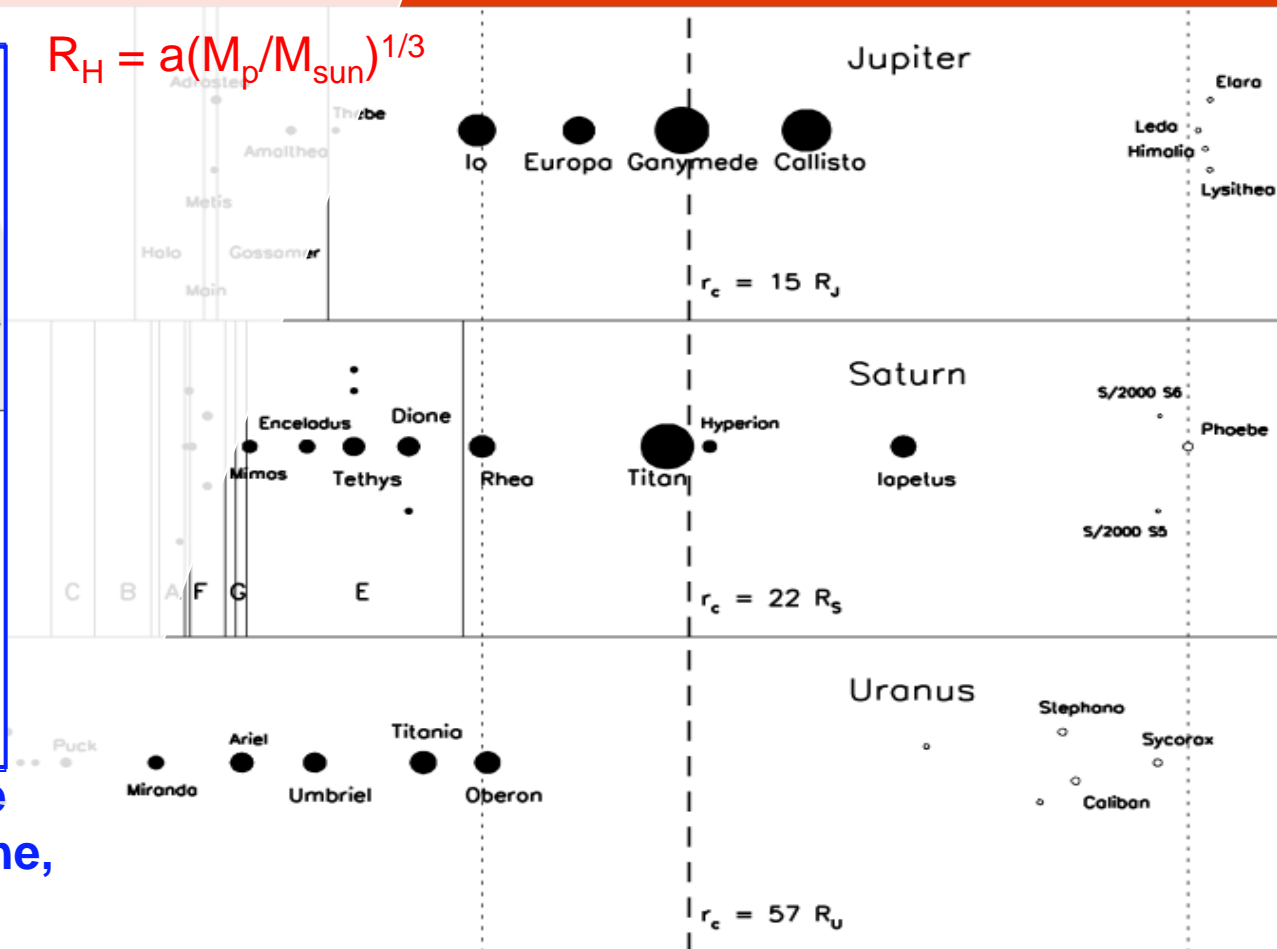 R_H = a(M_p/M_sun)^1/3
Jupiter
Adrastea
Elara
Thebe
Leda
Amalthea
Himalia
Io Europa Ganymede Callisto
Lysithea
Metis
Halo Gossamer
Main
r_c = 15 R_J
Saturn
S/2000 S6
Enceladus Dione Hyperion
Phoebe
Mimas Tethys Rhea Titan Iapetus
S/2000 S5
C B A F G E
r_c = 22 R_S
Uranus
Stephano
Puck Ariel Titania Sycorax
Miranda Umbriel Oberon Caliban
r_c = 57 R_U